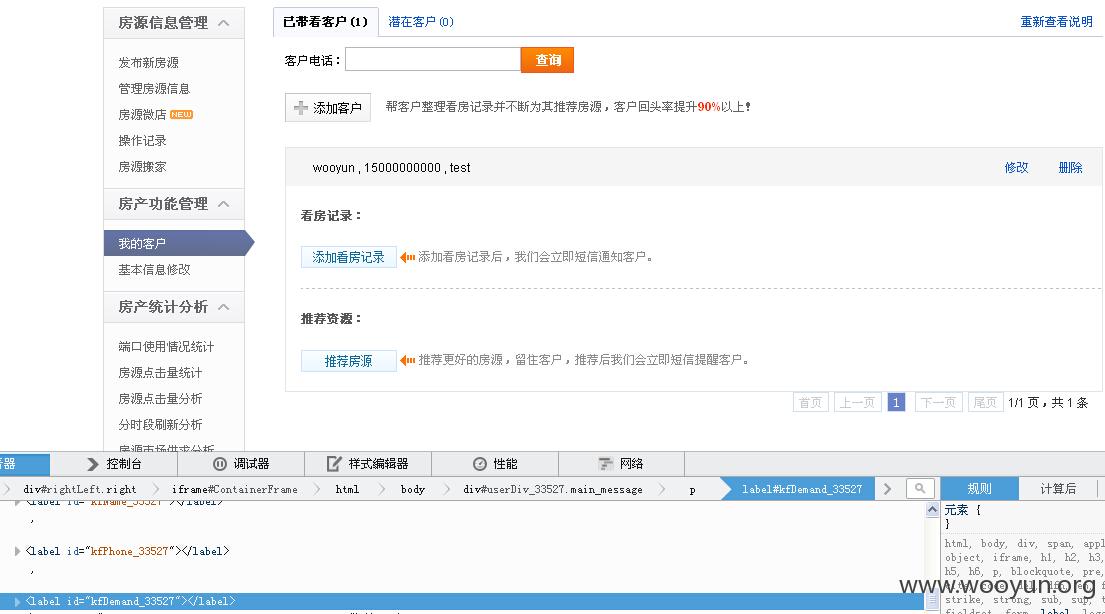 房源信息管理
发布新房源
管理房源信息
房源微店 NEW
操作记录
房源搬家
房产功能管理
我的客户
基本信息修改
房产统计分析
端口使用情况统计
房源点击量统计
房源点击量分析
分时段刷新分析
房源市场供求分析
已带看客户 (1) 潜在客户 (0) 重新查看说明
客户电话： 查询
添加客户 帮客户整理看房记录并不断为其推荐房源，客户回头率提升90%以上！
wooyun , 15000000000 , test 修改 删除
看房记录：
添加看房记录 添加看房记录后，我们会立即短信通知客户。
推荐资源：
推荐房源 推荐更好的房源，留住客户，推荐后我们会立即短信提醒客户。
首页 上一页 1 下一页 尾页 1/1 页，共 1 条
看器 控制台 调试器 样式编辑器 性能 网络
div#rightLeft.right iframe#ContainerFrame html body div#userDiv_33527.main_message p label#kfDemand_33527 规则 计算后
<label id="kfName_33527"></label>
,
<label id="kfPhone_33527"></label>
,
<label id="kfDemand_33527"></label>
元素 {
}
html, body, div, span, appl
object, iframe, h1, h2, h3,
h5, h6, p, blockquote, pre,
strike, strong, sub, sup, t
fieldset, form, label,
www.wooyun.org